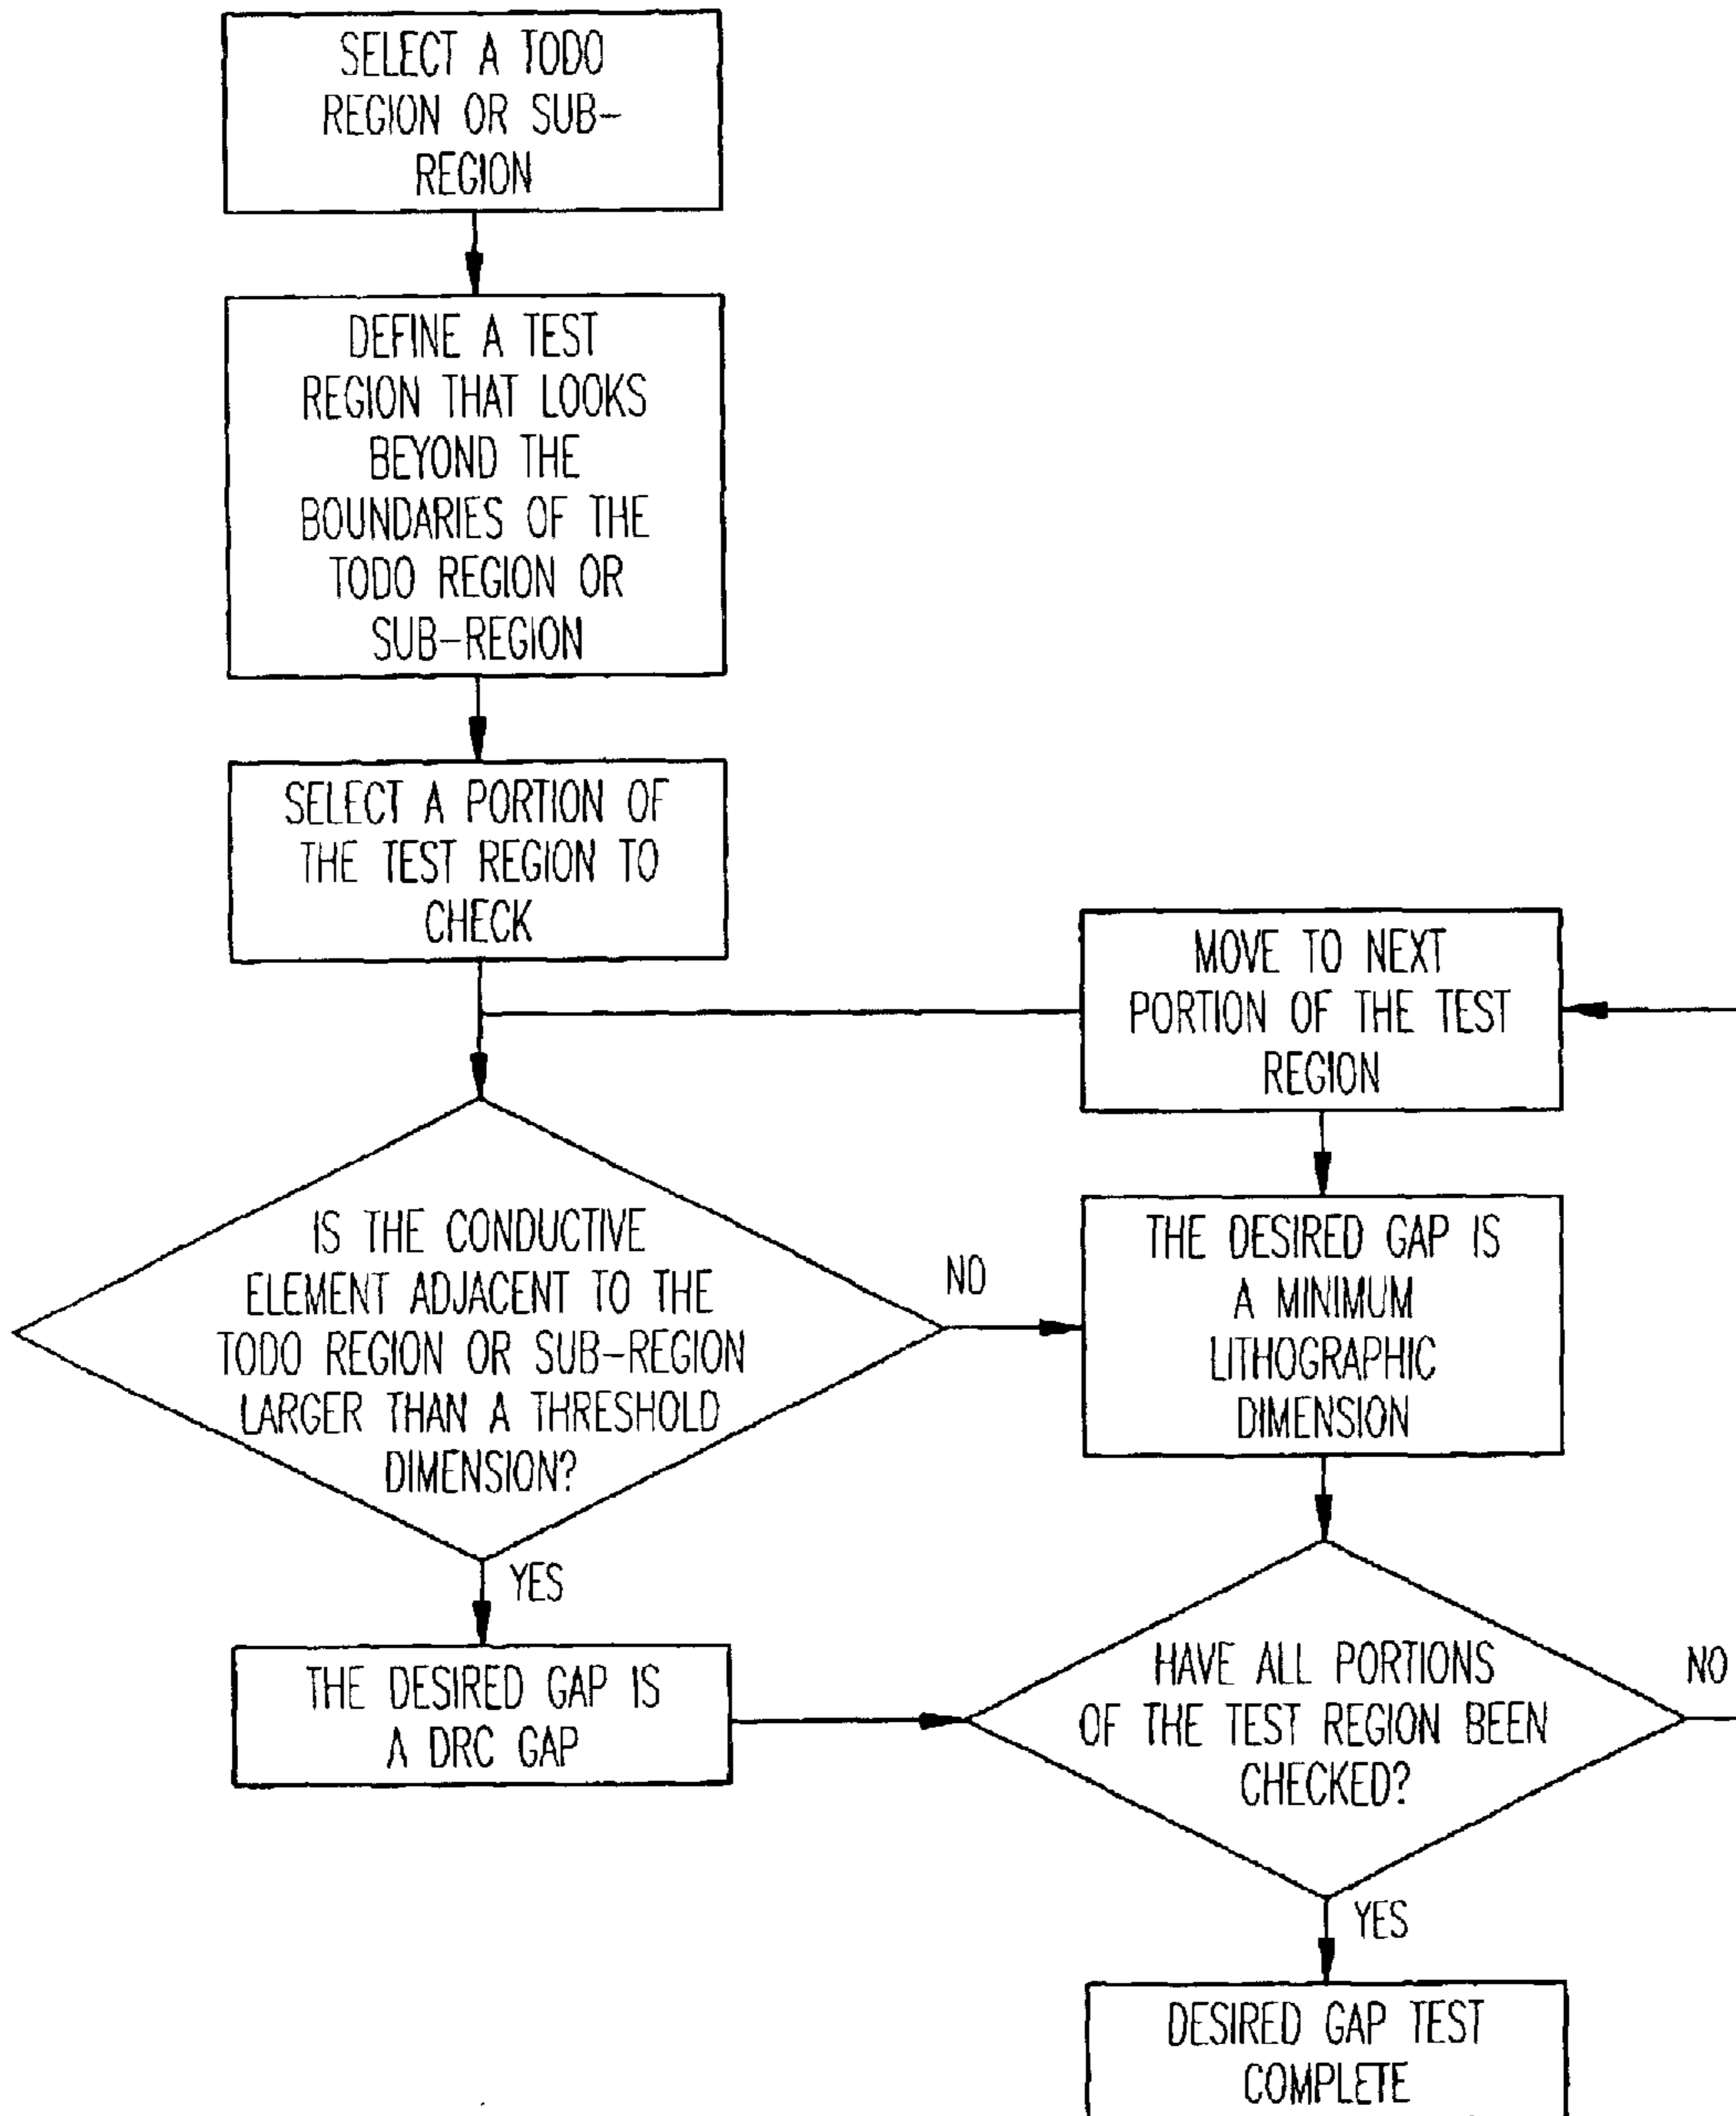 SELECT A TODO
REGION OR SUB-
REGION
DEFINE A TEST
REGION THAT LOOKS
BEYOND THE
BOUNDARIES OF THE
TODO REGION OR
SUB-REGION
SELECT A PORTION OF
THE TEST REGION TO
CHECK
MOVE TO NEXT
PORTION OF THE TEST
REGION
IS THE CONDUCTIVE
ELEMENT ADJACENT TO THE
TODO REGION OR SUB-REGION
LARGER THAN A THRESHOLD
DIMENSION?
NO
THE DESIRED GAP IS
A MINIMUM
LITHOGRAPHIC
DIMENSION
YES
THE DESIRED GAP IS
A DRC GAP
HAVE ALL PORTIONS
OF THE TEST REGION BEEN
CHECKED?
NO
YES
DESIRED GAP TEST
COMPLETE